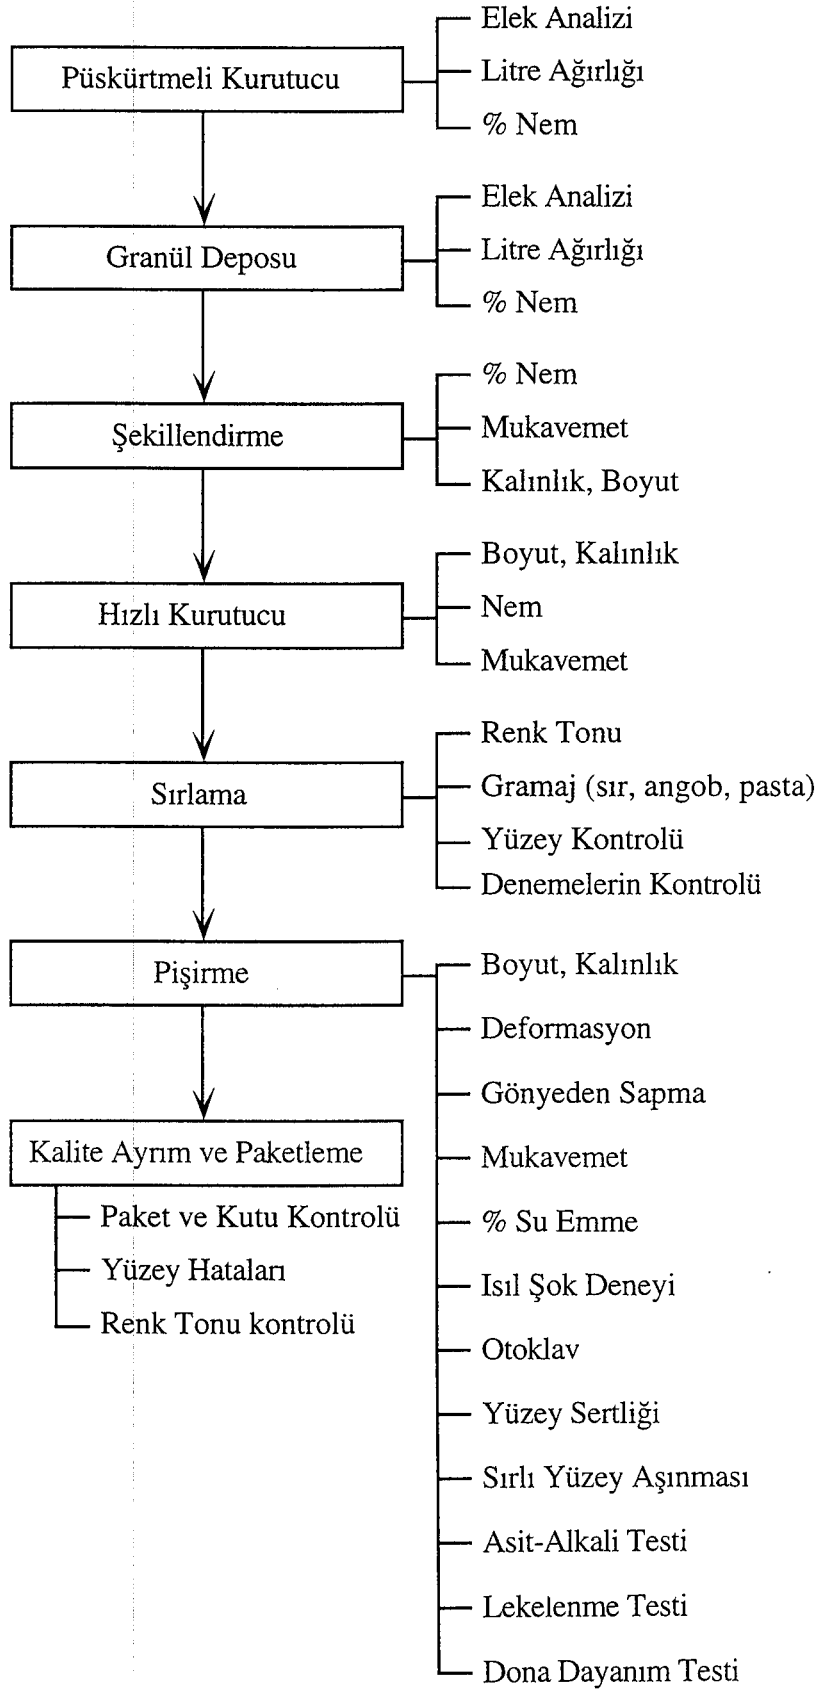 Püskürtmeli Kurutucu
Elek Analizi
Litre Ağırlığı
% Nem
Granül Deposu
Elek Analizi
Litre Ağırlığı
% Nem
Şekillendirme
% Nem
Mukavemet
Kalınlık, Boyut
Hızlı Kurutucu
Boyut, Kalınlık
Nem
Mukavemet
Sırlama
Renk Tonu
Gramaj (sır, angob, pasta)
Yüzey Kontrolü
Denemelerin Kontrolü
Pişirme
Boyut, Kalınlık
Deformasyon
Gönyeden Sapma
Mukavemet
% Su Emme
Isıl Şok Deneyi
Otoklav
Yüzey Sertliği
Sırlı Yüzey Aşınması
Asit-Alkali Testi
Lekelenme Testi
Dona Dayanım Testi
Kalite Ayrım ve Paketleme
Paket ve Kutu Kontrolü
Yüzey Hataları
Renk Tonu kontrolü